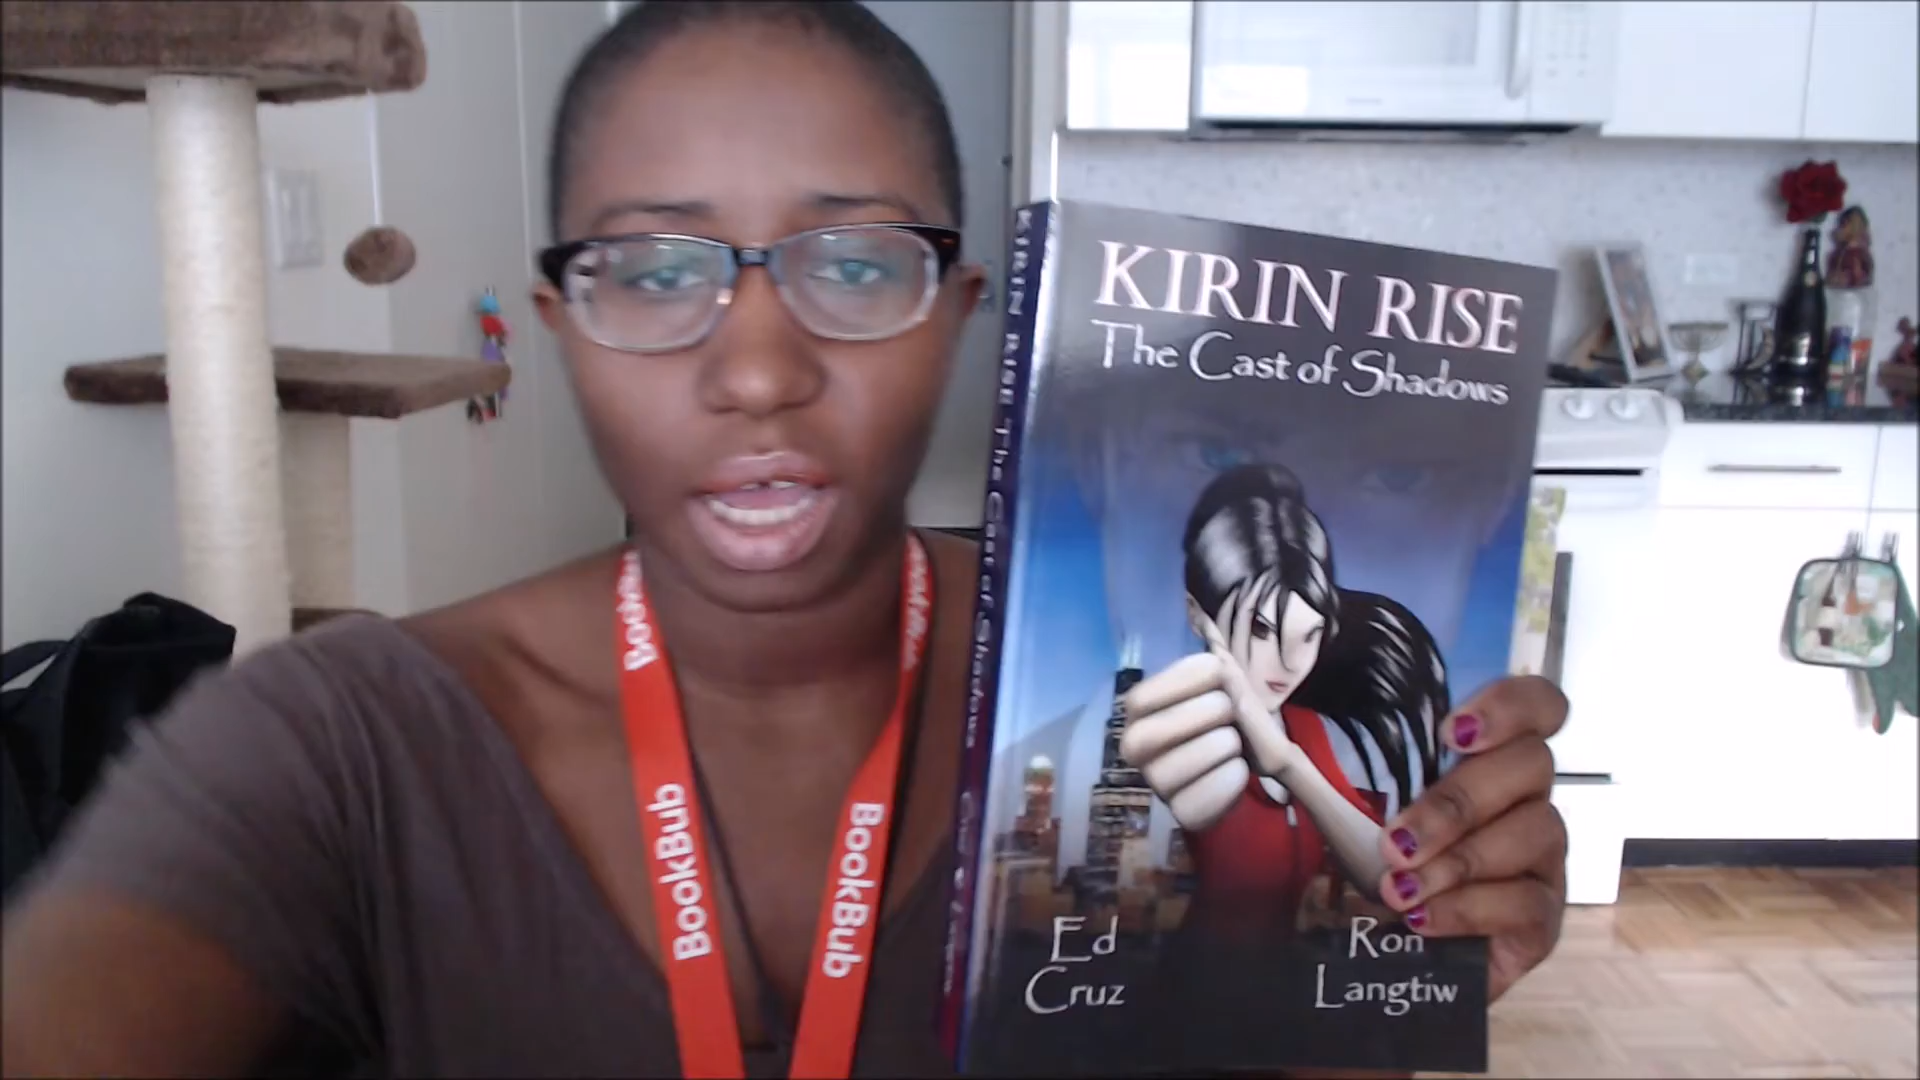 KIRIN RISE
The Cast of Shadows
Ed
Cruz
Ron
Langtiw
KIRIN RISE The Cast of Shadows
BookBub
BookBub
BookBub